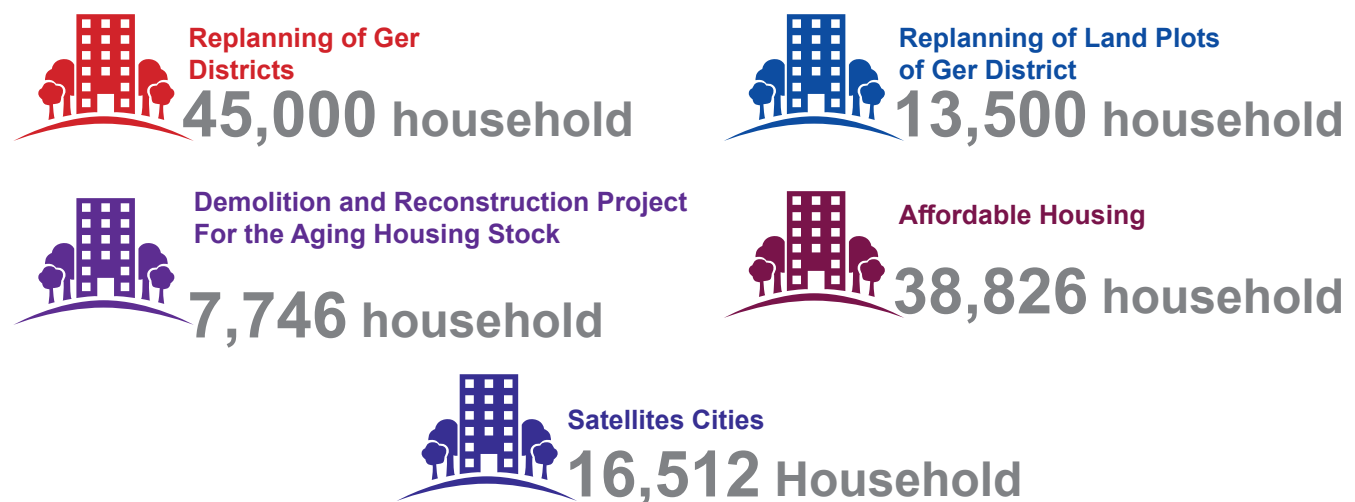 Replanning of Ger
Districts
45,000 household
Replanning of Land Plots
of Ger District
13,500 household
Demolition and Reconstruction Project
For the Aging Housing Stock
7,746 household
Affordable Housing
38,826 household
Satellites Cities
16,512 Household